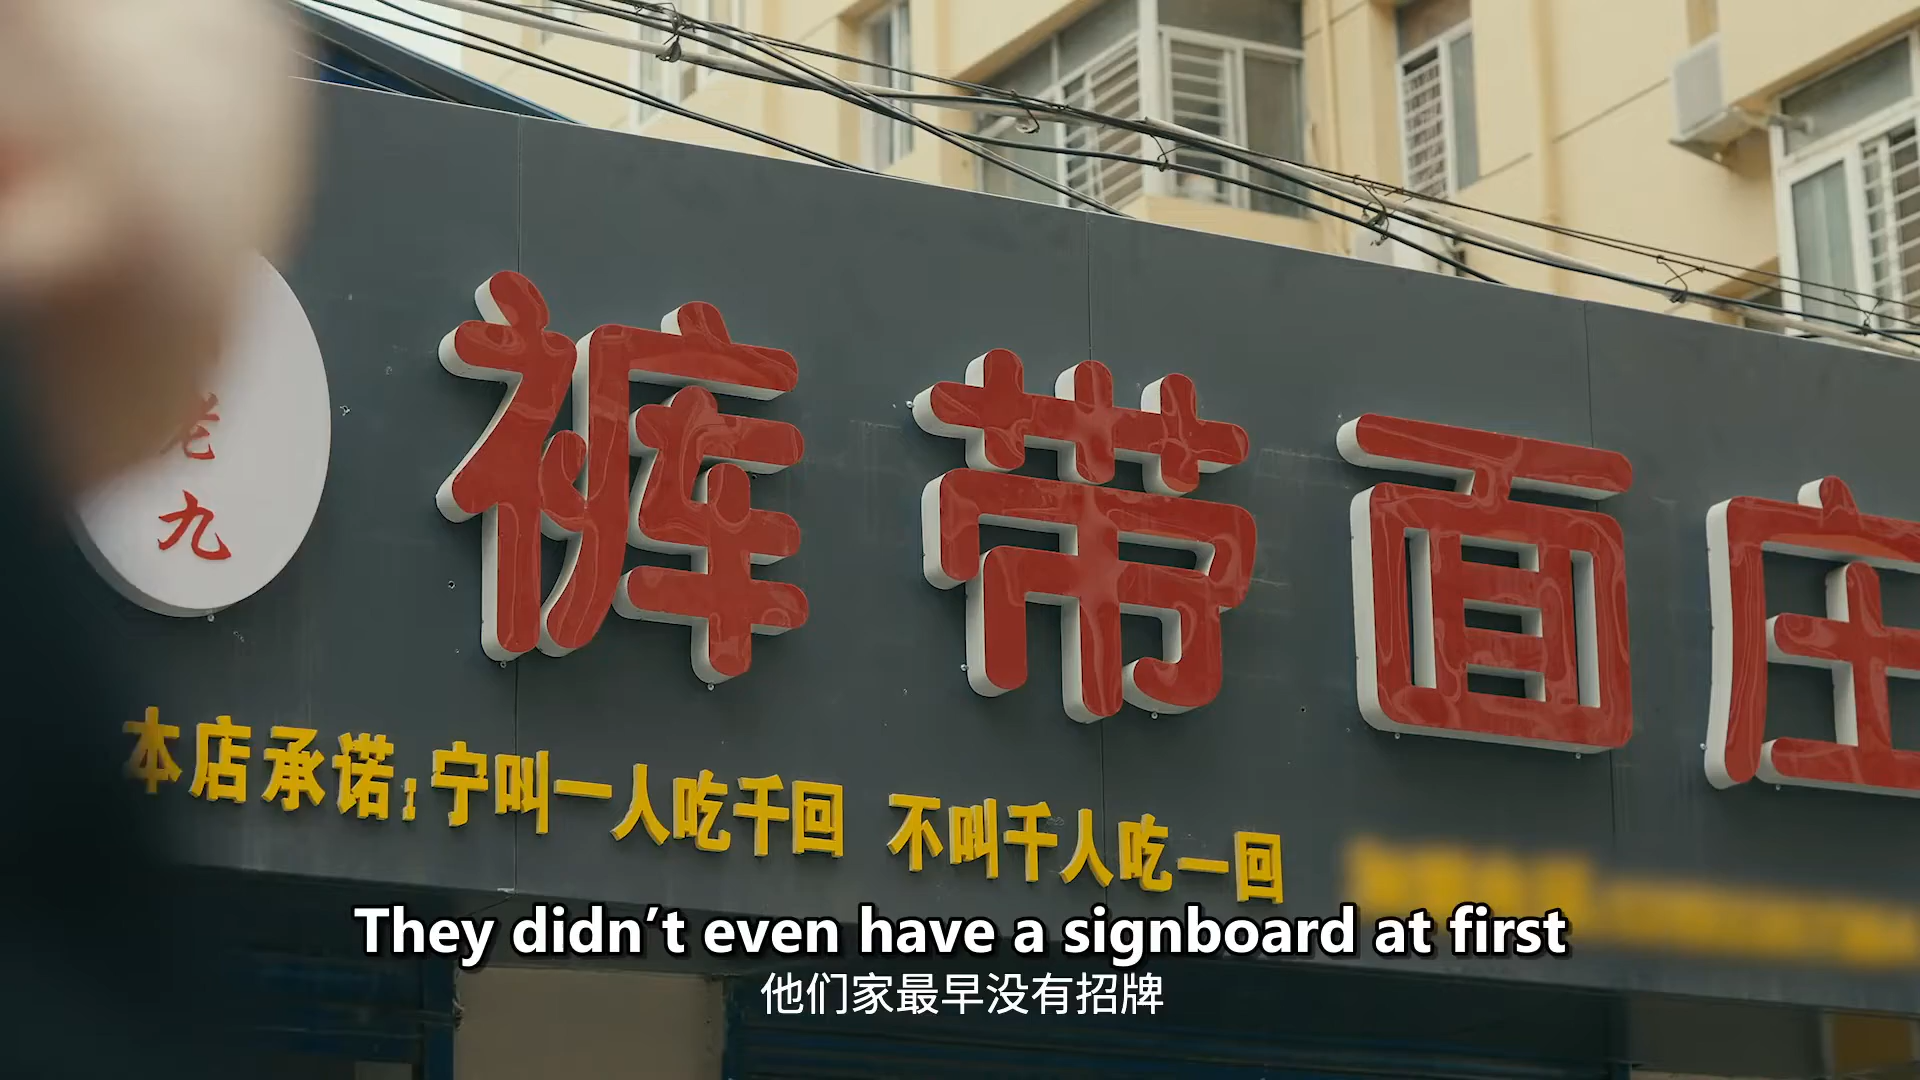 老九
裤带面庄
本店承诺:宁叫一人吃千回 不叫千人吃一回
They didn't even have a signboard at first
他们家最早没有招牌